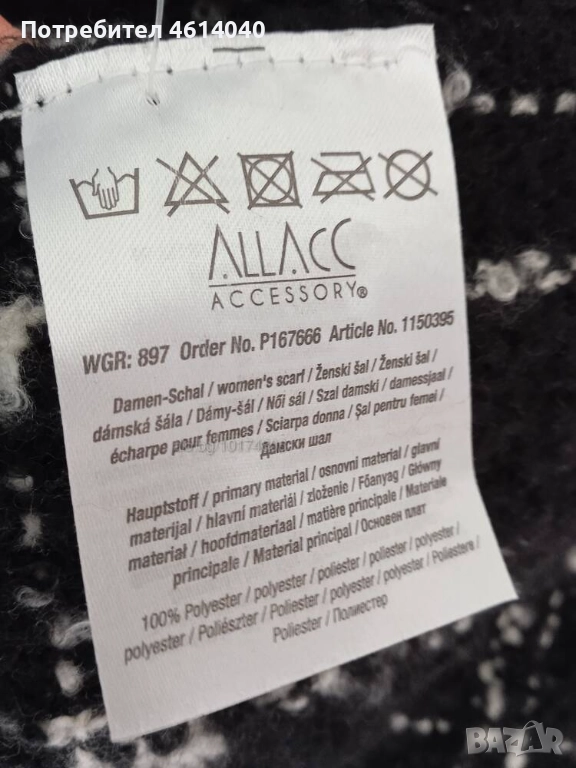 Потребител 4614040
ALLACC
ACCESSORY®
WGR: 897 Order No. P167666 Article No. 1150395
Damen-Schal / women's scarf / Ženski šal / Ženski šal /
dámská šála / Dámy-šál / Női sál / Szal damski / damessjaal /
écharpe pour femmes / Sciarpa donna / Şal pentru femei /
Дамски шал
Hauptstoff / primary material / osnovni material / glavni
materijal / hlavní materiál / zloženie / Főanyag / Główny
materiał / hoofdmateriaal / matière principale / Materiale
principale / Material principal / Основен плат
100% Polyester / polyester / poliester / poliester / polyester /
polyester / Poliészter / Poliester / polyester / polyester / Poliestere /
Poliester / Полиестер
BAZAR